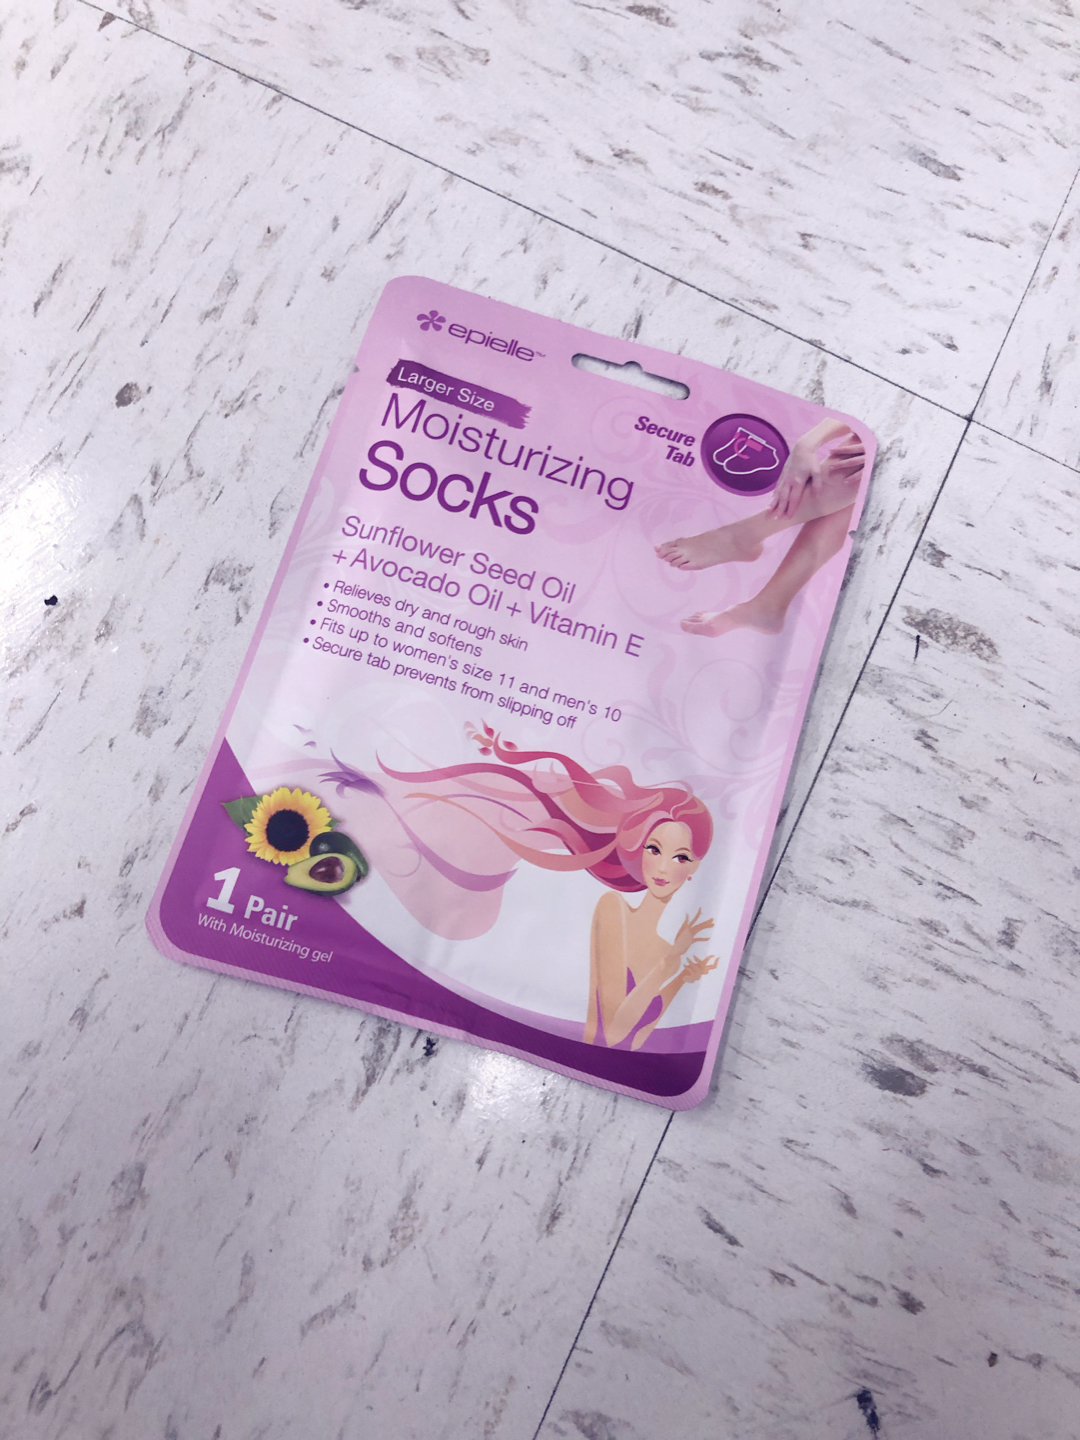 epielle™
Larger Size
Moisturizing
Socks
Secure
Tab
Sunflower Seed Oil
+ Avocado Oil + Vitamin E
• Relieves dry and rough skin
• Smooths and softens
• Fits up to women's size 11 and men's 10
• Secure tab prevents from slipping off
1 Pair
With Moisturizing gel